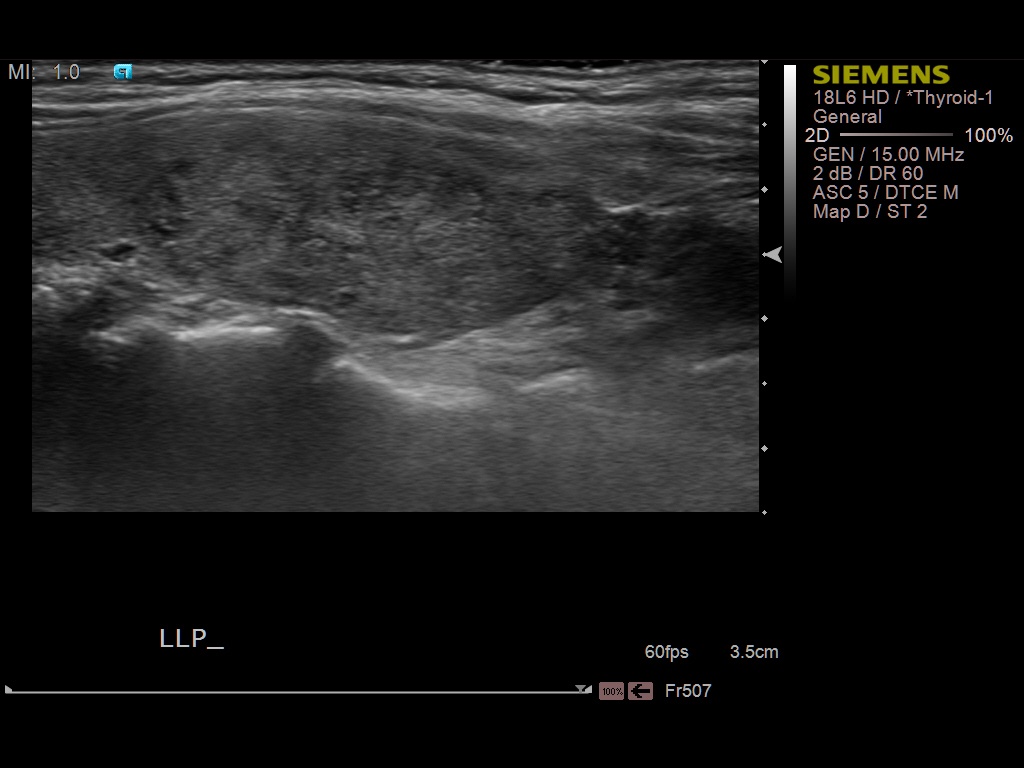 MI: 1.0
SIEMENS
18L6 HD / *Thyroid-1
General
2D 100%
GEN / 15.00 MHz
2 dB / DR 60
ASC 5 / DTCE M
Map D / ST 2
LLP_
60fps 3.5cm
100% Fr507